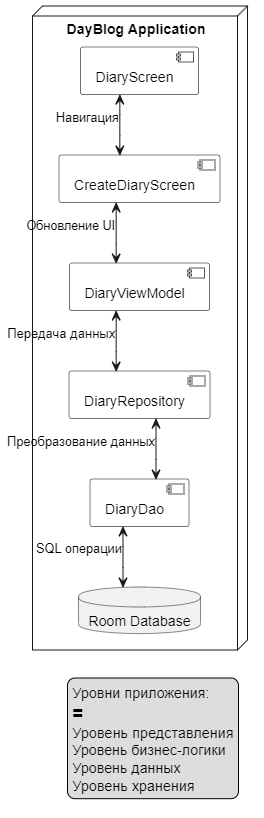 DayBlog Application
DiaryScreen
Навигация
CreateDiaryScreen
Обновление UI
DiaryViewModel
Передача данных
DiaryRepository
Преобразование данных
DiaryDao
SQL операции
Room Database
Уровни приложения:
=
Уровень представления
Уровень бизнес-логики
Уровень данных
Уровень хранения